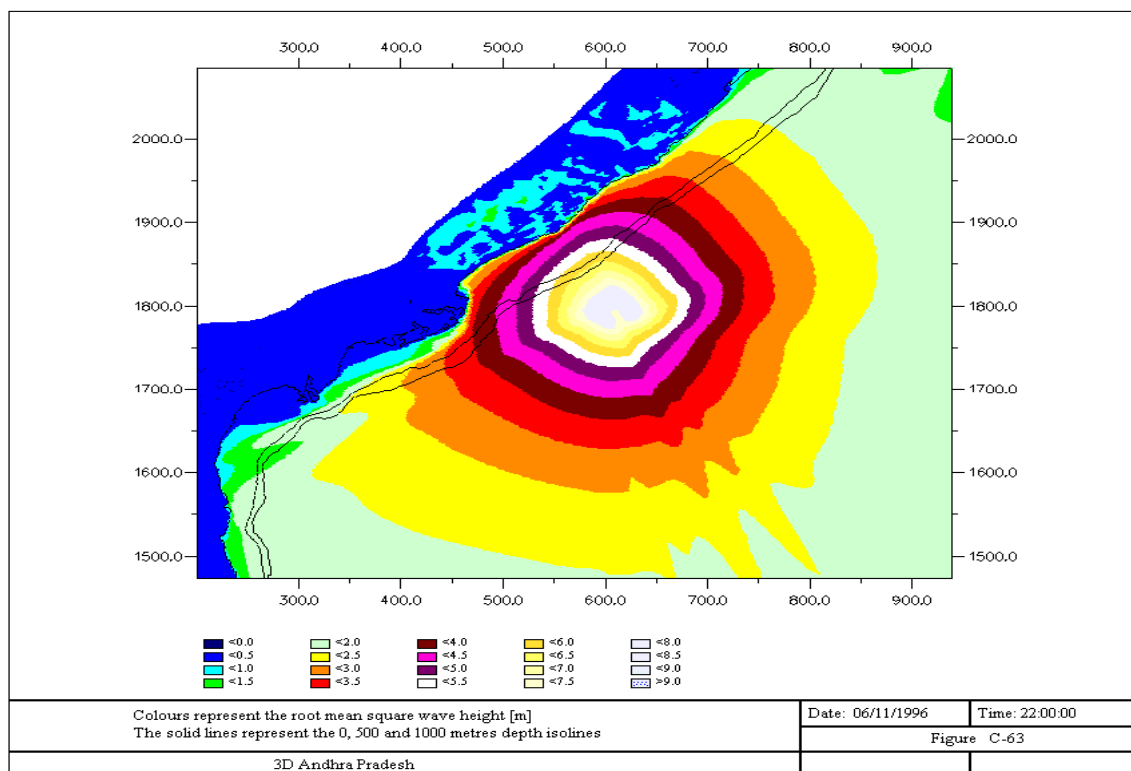 300.0 400.0 500.0 600.0 700.0 800.0 900.0
2000.0 2000.0
1900.0 1900.0
1800.0 1800.0
1700.0 1700.0
1600.0 1600.0
1500.0 1500.0
300.0 400.0 500.0 600.0 700.0 800.0 900.0
<0.0 <2.0 <4.0 <6.0 <8.0
<0.5 <2.5 <4.5 <6.5 <8.5
<1.0 <3.0 <5.0 <7.0 <9.0
<1.5 <3.5 <5.5 <7.5 >9.0
Colours represent the root mean square wave height [m]
The solid lines represent the 0, 500 and 1000 metres depth isolines
Date: 06/11/1996 Time: 22:00:00
Figure C-63
3D Andhra Pradesh